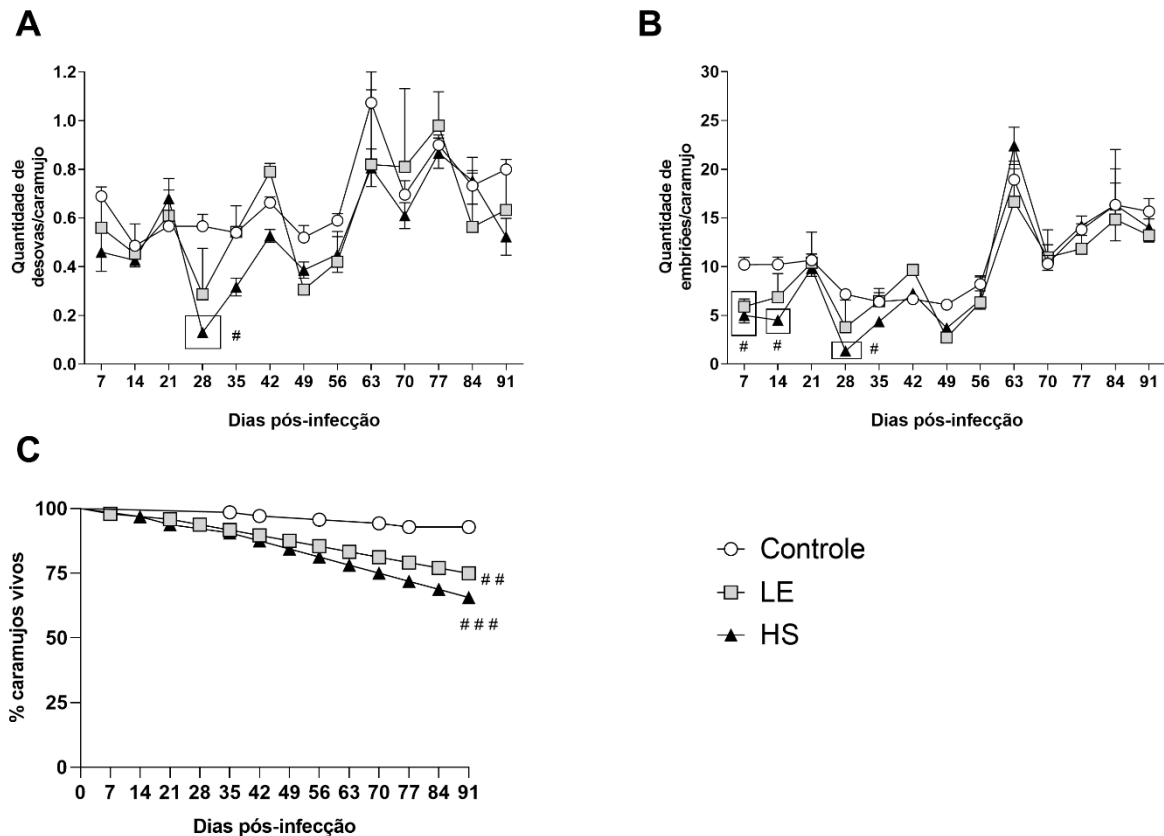 A
Quantidade de
desovas/caramujo
1.2
1.0
0.8
0.6
0.4
0.2
0.0
#
7 14 21 28 35 42 49 56 63 70 77 84 91
Dias pós-infecção
B
Quantidade de
embriões/caramujo
30
25
20
15
10
5
0
# # #
7 14 21 28 35 42 49 56 63 70 77 84 91
Dias pós-infecção
C
% caramujos vivos
100
75
50
25
0
# #
# # #
0 7 14 21 28 35 42 49 56 63 70 77 84 91
Dias pós-infecção
Controle
LE
HS